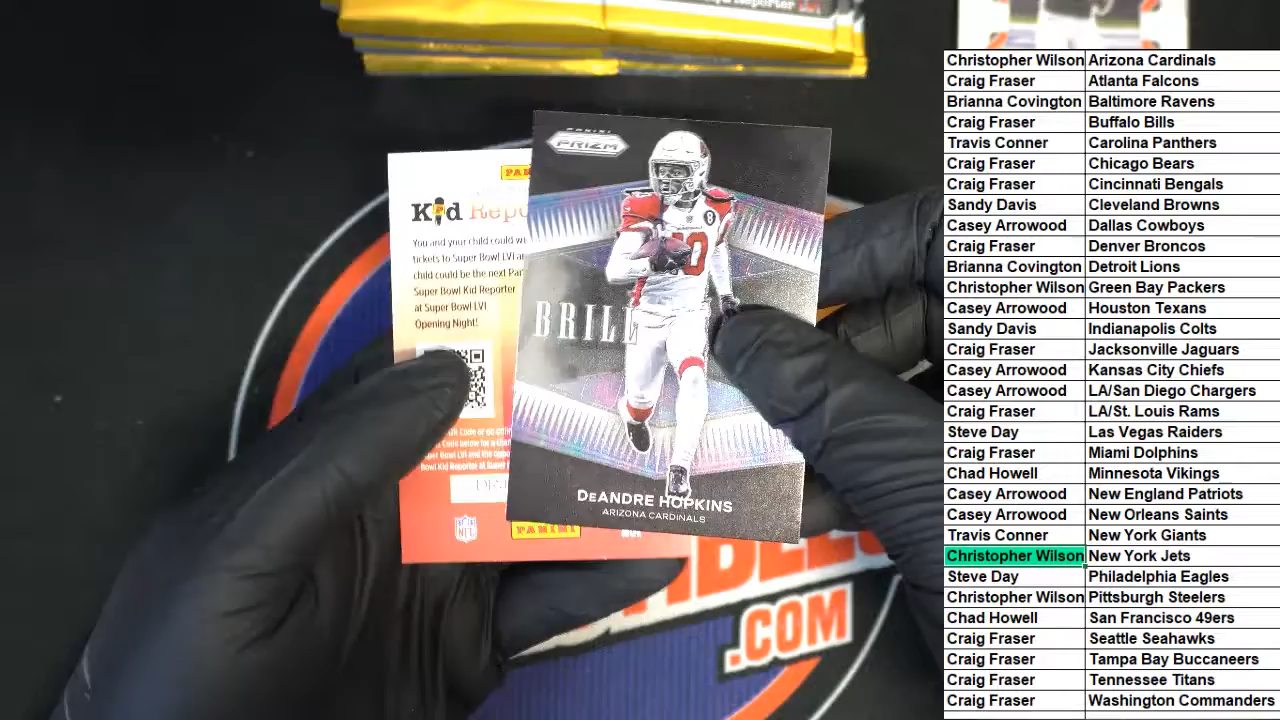 Reporter
PANINI
PRIZM
8
10
BRILL
DEANDRE HOPKINS
ARIZONA CARDINALS
PAN
Kid Repo
You and your child could wi
tickets to Super Bowl LVI a
child could be the next Pan
Super Bowl Kid Reporter
at Super Bowl LVI
Opening Night!
NFL
PANINI
.COM
Christopher Wilson Arizona Cardinals
Craig Fraser Atlanta Falcons
Brianna Covington Baltimore Ravens
Craig Fraser Buffalo Bills
Travis Conner Carolina Panthers
Craig Fraser Chicago Bears
Craig Fraser Cincinnati Bengals
Sandy Davis Cleveland Browns
Casey Arrowood Dallas Cowboys
Craig Fraser Denver Broncos
Brianna Covington Detroit Lions
Christopher Wilson Green Bay Packers
Casey Arrowood Houston Texans
Sandy Davis Indianapolis Colts
Craig Fraser Jacksonville Jaguars
Casey Arrowood Kansas City Chiefs
Casey Arrowood LA/San Diego Chargers
Craig Fraser LA/St. Louis Rams
Steve Day Las Vegas Raiders
Craig Fraser Miami Dolphins
Chad Howell Minnesota Vikings
Casey Arrowood New England Patriots
Casey Arrowood New Orleans Saints
Travis Conner New York Giants
Christopher Wilson New York Jets
Steve Day Philadelphia Eagles
Christopher Wilson Pittsburgh Steelers
Chad Howell San Francisco 49ers
Craig Fraser Seattle Seahawks
Craig Fraser Tampa Bay Buccaneers
Craig Fraser Tennessee Titans
Craig Fraser Washington Commanders